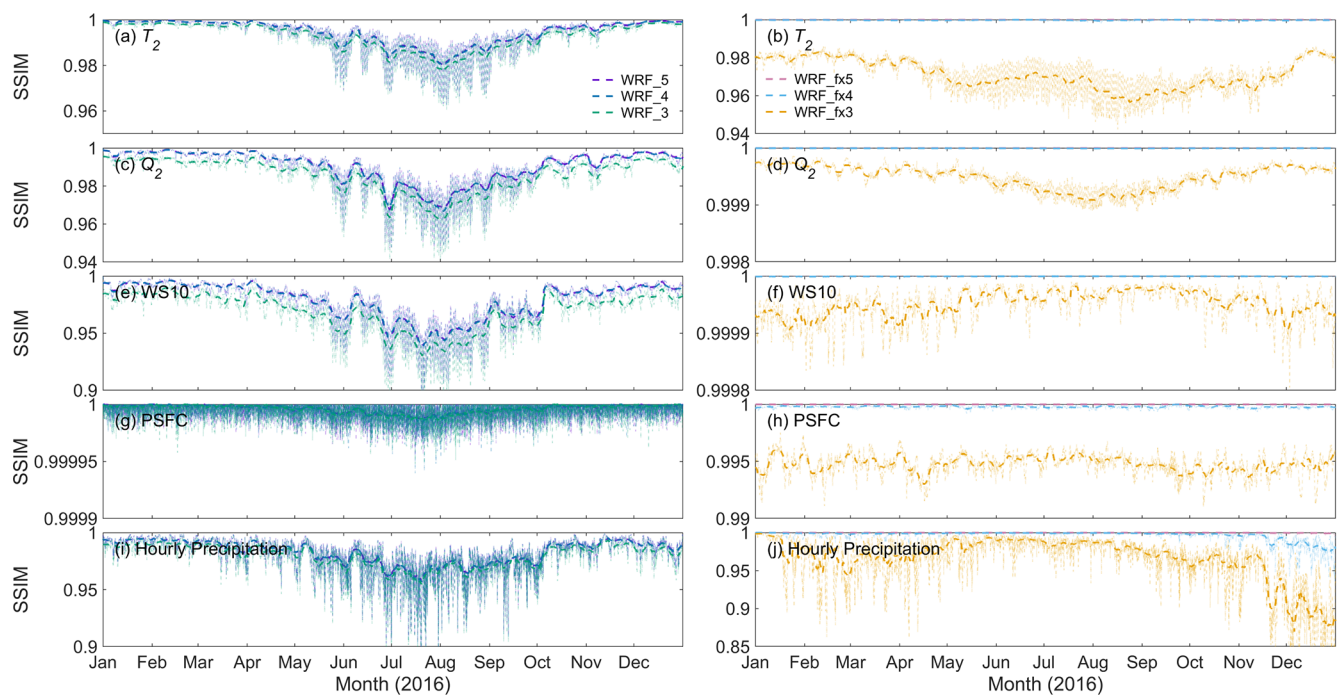 SSIM
1
0.98
0.96
(a) T2
WRF_5
WRF_4
WRF_3
1
0.98
0.96
0.94
(b) T2
WRF_fx5
WRF_fx4
WRF_fx3
SSIM
1
0.98
0.96
0.94
(c) Q2
1
0.999
0.998
(d) Q2
SSIM
1
0.95
0.9
(e) WS10
1
0.9999
0.9998
(f) WS10
SSIM
1
0.99995
0.9999
(g) PSFC
1
0.995
0.99
(h) PSFC
SSIM
1
0.95
0.9
(i) Hourly Precipitation
Jan Feb Mar Apr May Jun Jul Aug Sep Oct Nov Dec
Month (2016)
1
0.95
0.9
0.85
(j) Hourly Precipitation
Jan Feb Mar Apr May Jun Jul Aug Sep Oct Nov Dec
Month (2016)